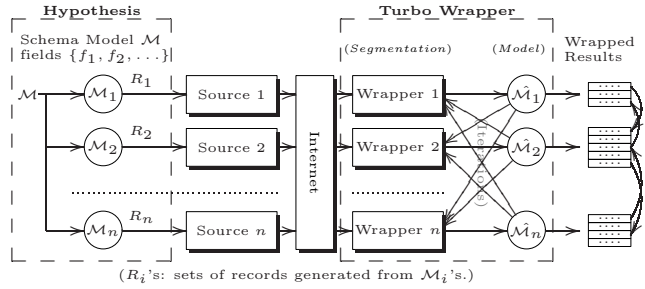 Hypothesis
Turbo Wrapper
Schema Model ℳ
fields {f₁, f₂, . . .}
(Segmentation)
(Model)
Wrapped
Results
ℳ
ℳ₁
R₁
Source 1
Wrapper 1
ℳ̂₁
ℳ₂
R₂
Source 2
Internet
Wrapper 2
(Iterations)
ℳ̂₂
ℳₙ
Rₙ
Source n
Wrapper n
ℳ̂ₙ
(Rᵢ's: sets of records generated from ℳᵢ's.)